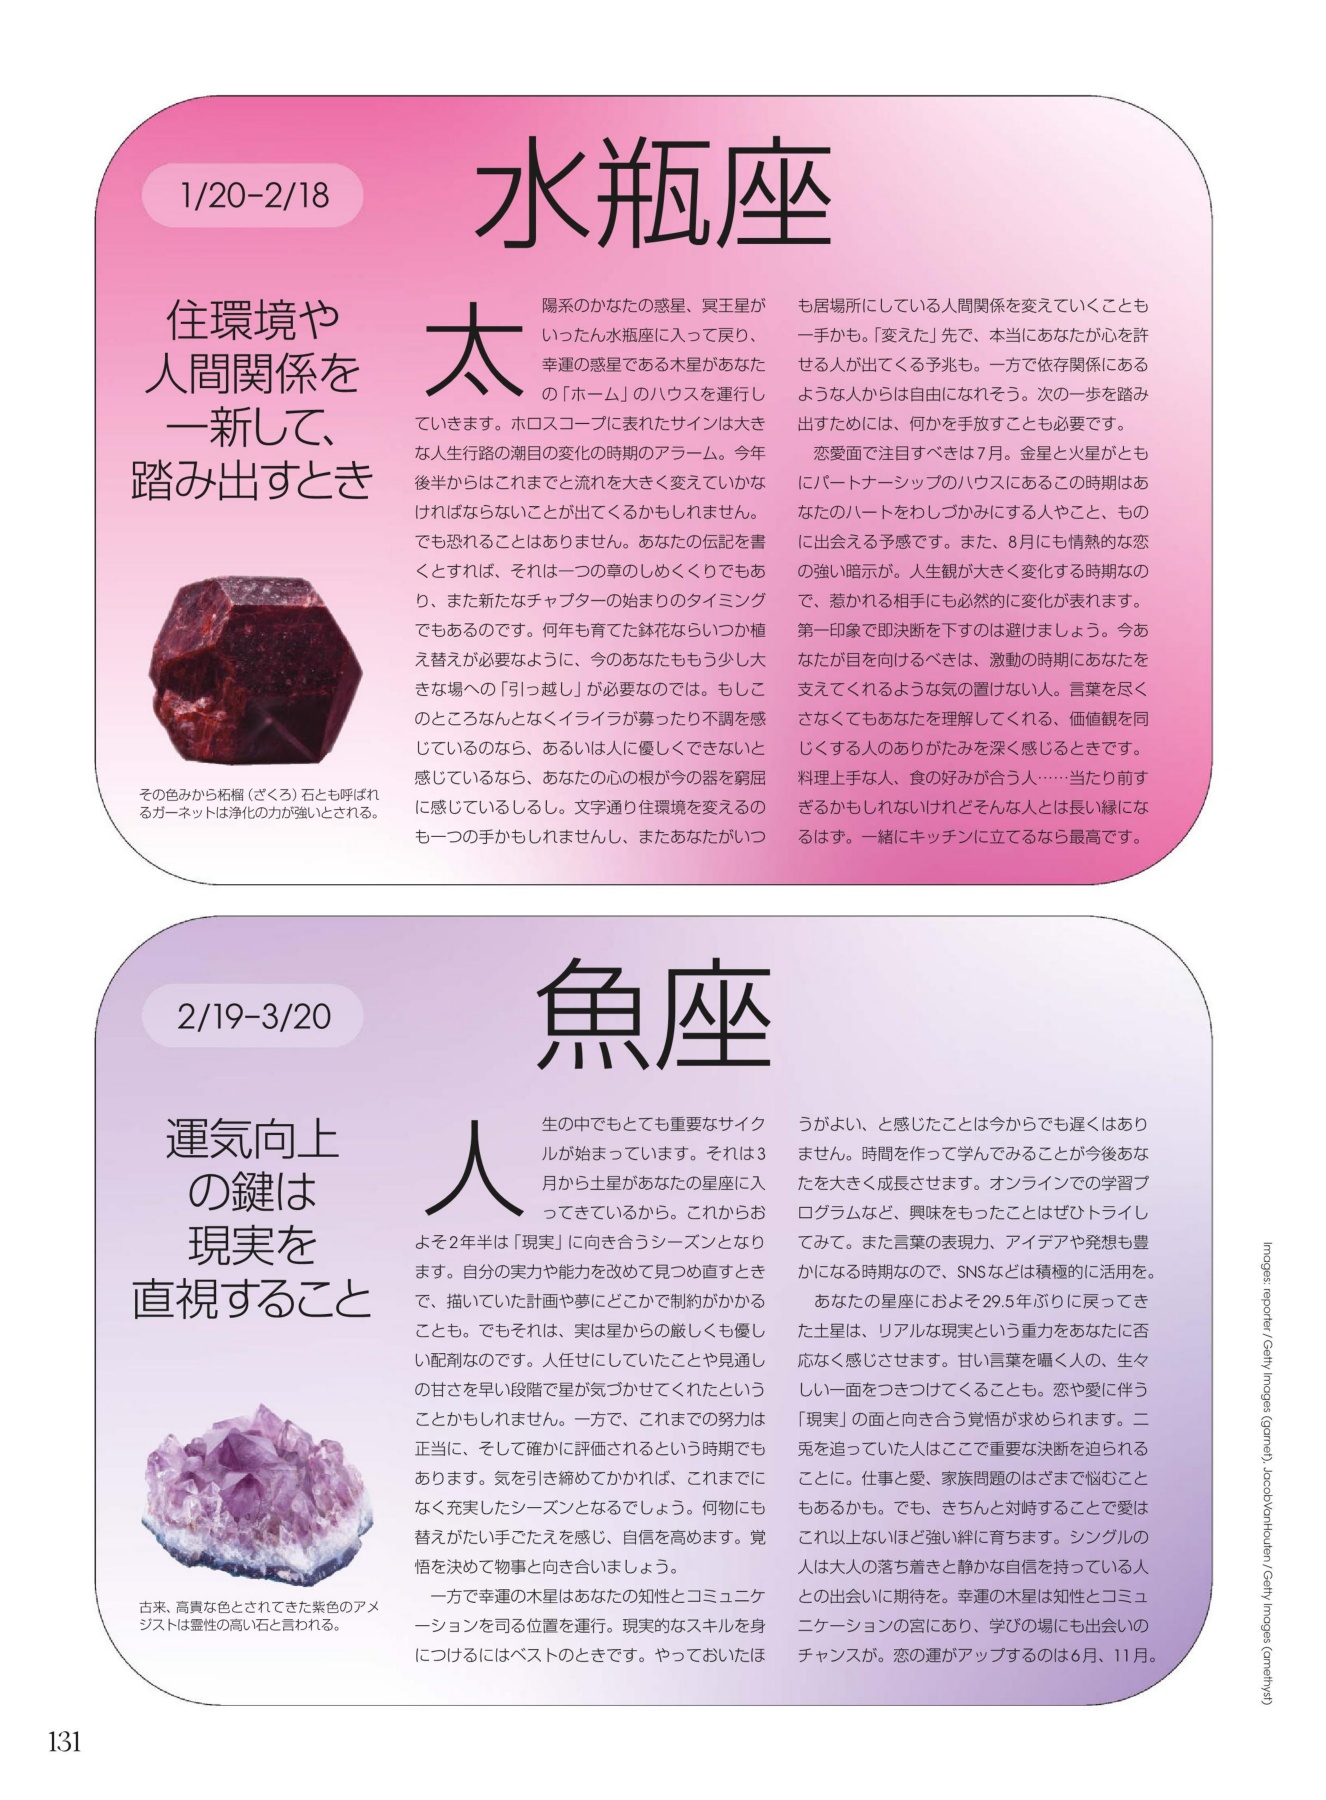 水瓶座
1/20-2/18
住環境や
人間関係を
一新して、
踏み出すとき
その色みから柘榴（ざくろ）石とも呼ばれ
るガーネットは浄化の力が強いとされる。
太
陽系のかなたの惑星、冥王星が
いったん水瓶座に入って戻り、
幸運の惑星である木星があなた
の「ホーム」のハウスを運行し
ていきます。ホロスコープに表れたサインは大き
な人生行路の潮目の変化の時期のアラーム。今年
後半からはこれまでと流れを大きく変えていかな
ければならないことが出てくるかもしれません。
でも恐れることはありません。あなたの伝記を書
くとすれば、それは一つの章のしめくくりでもあ
り、また新たなチャプターの始まりのタイミング
でもあるのです。何年も育てた鉢花ならいつか植
え替えが必要なように、今のあなたももう少し大
きな場への「引っ越し」が必要なのでは。もしこ
のところなんとなくイライラが募ったり不調を感
じているのなら、あるいは人に優しくできないと
感じているなら、あなたの心の根が今の器を窮屈
に感じているしるし。文字通り住環境を変えるの
も一つの手かもしれませんし、またあなたがいつ
も居場所にしている人間関係を変えていくことも
一手かも。「変えた」先で、本当にあなたが心を許
せる人が出てくる予兆も。一方で依存関係にある
ような人からは自由になれそう。次の一歩を踏み
出すためには、何かを手放すことも必要です。
恋愛面で注目すべきは7月。金星と火星がとも
にパートナーシップのハウスにあるこの時期はあ
なたのハートをわしづかみにする人やこと、もの
に出会える予感です。また、8月にも情熱的な恋
の強い暗示が。人生観が大きく変化する時期なの
で、惹かれる相手にも必然的に変化が表れます。
第一印象で即決断を下すのは避けましょう。今あ
なたが目を向けるべきは、激動の時期にあなたを
支えてくれるような気の置けない人。言葉を尽く
さなくてもあなたを理解してくれる、価値観を同
じくする人のありがたみを深く感じるときです。
料理上手な人、食の好みが合う人……当たり前す
ぎるかもしれないけれどそんな人とは長い縁にな
るはず。一緒にキッチンに立てるなら最高です。
魚座
2/19-3/20
運気向上
の鍵は
現実を
直視すること
古来、高貴な色とされてきた紫色のアメ
ジストは霊性の高い石と言われる。
人
生の中でもとても重要なサイク
ルが始まっています。それは3
月から土星があなたの星座に入
ってきているから。これからお
よそ2年半は「現実」に向き合うシーズンとなり
ます。自分の実力や能力を改めて見つめ直すとき
で、描いていた計画や夢にどこかで制約がかかる
ことも。でもそれは、実は星からの厳しくも優し
い配剤なのです。人任せにしていたことや見通し
の甘さを早い段階で星が気づかせてくれたという
ことかもしれません。一方で、これまでの努力は
正当に、そして確かに評価されるという時期でも
あります。気を引き締めてかかれば、これまでに
なく充実したシーズンとなるでしょう。何物にも
替えがたい手ごたえを感じ、自信を高めます。覚
悟を決めて物事と向き合いましょう。
一方で幸運の木星はあなたの知性とコミュニケ
ーションを司る位置を運行。現実的なスキルを身
につけるにはベストのときです。やっておいたほ
うがよい、と感じたことは今からでも遅くはあり
ません。時間を作って学んでみることが今後あな
たを大きく成長させます。オンラインでの学習プ
ログラムなど、興味をもったことはぜひトライし
てみて。また言葉の表現力、アイデアや発想も豊
かになる時期なので、SNSなどは積極的に活用を。
あなたの星座におよそ29.5年ぶりに戻ってき
た土星は、リアルな現実という重力をあなたに否
応なく感じさせます。甘い言葉を囁く人の、生々
しい一面をつきつけてくることも。恋や愛に伴う
「現実」の面と向き合う覚悟が求められます。二
兎を追っていた人はここで重要な決断を迫られる
ことに。仕事と愛、家族問題のはざまで悩むこと
もあるかも。でも、きちんと対峙することで愛は
これ以上ないほど強い絆に育ちます。シングルの
人は大人の落ち着きと静かな自信を持っている人
との出会いに期待を。幸運の木星は知性とコミュ
ニケーションの宮にあり、学びの場にも出会いの
チャンスが。恋の運がアップするのは6月、11月。
Images: reporter / Getty Images (garnet), JacobVanHouten / Getty Images (amethyst)
131